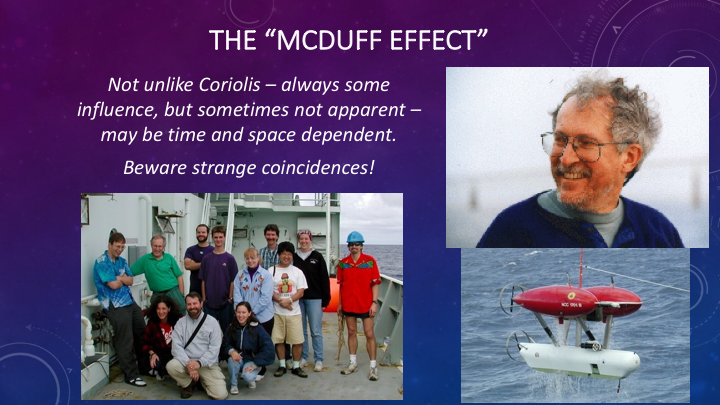 THE “MCDUFF EFFECT”
Not unlike Coriolis – always some
influence, but sometimes not apparent –
may be time and space dependent.
Beware strange coincidences!